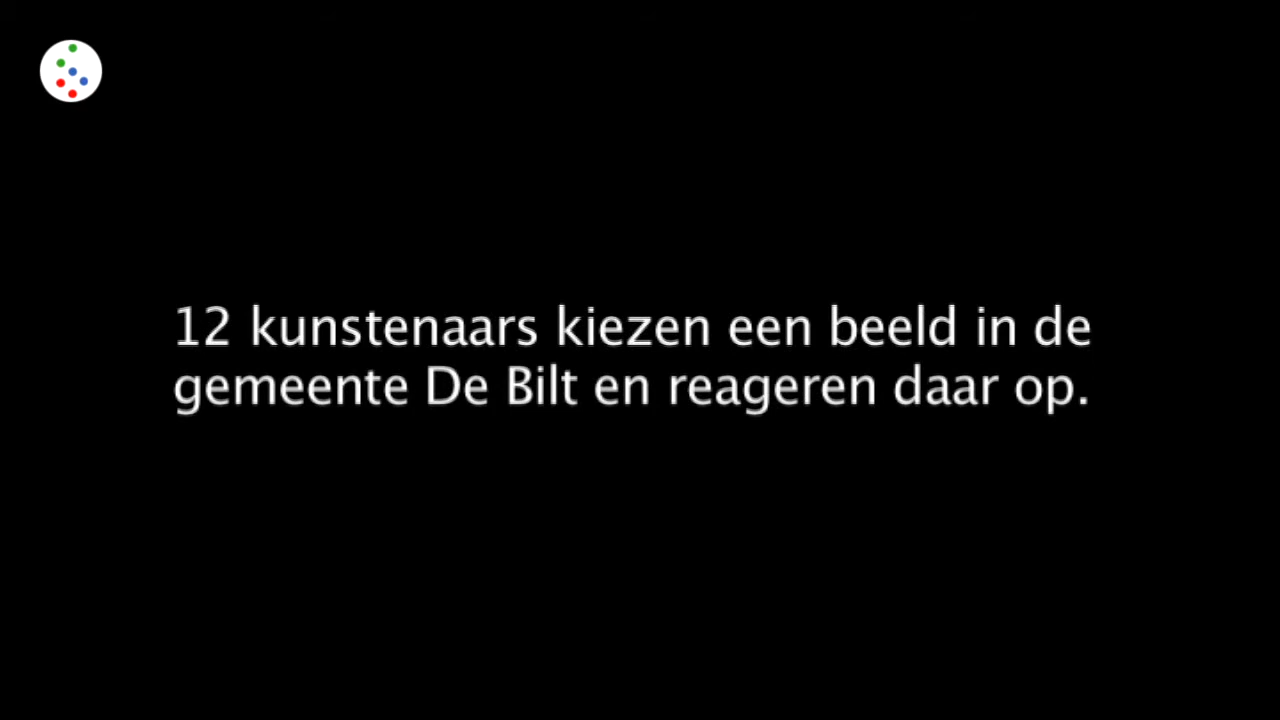 12 kunstenaars kiezen een beeld in de
gemeente De Bilt en reageren daar op.